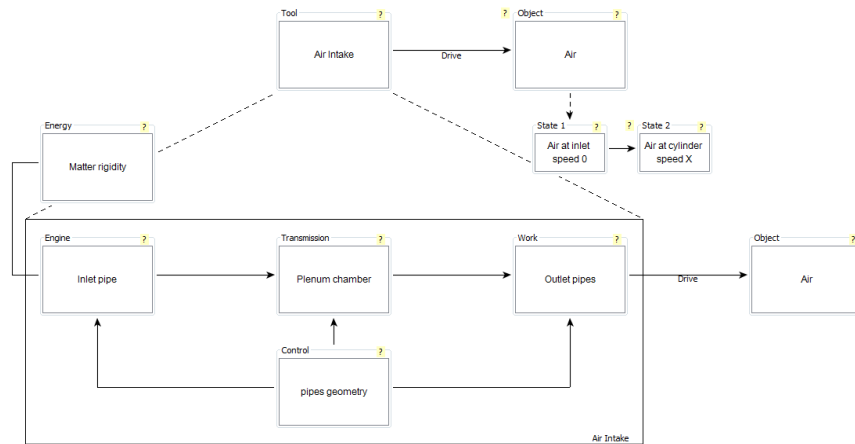 Tool ?
? Object ?
Air Intake
Drive
Air
Energy ?
State 1 ?
? State 2 ?
Matter rigidity
Air at inlet
speed 0
Air at cylinder
speed X
Engine ?
Transmission ?
Work ?
Object ?
Inlet pipe
Plenum chamber
Outlet pipes
Drive
Air
Control ?
pipes geometry
Air Intake